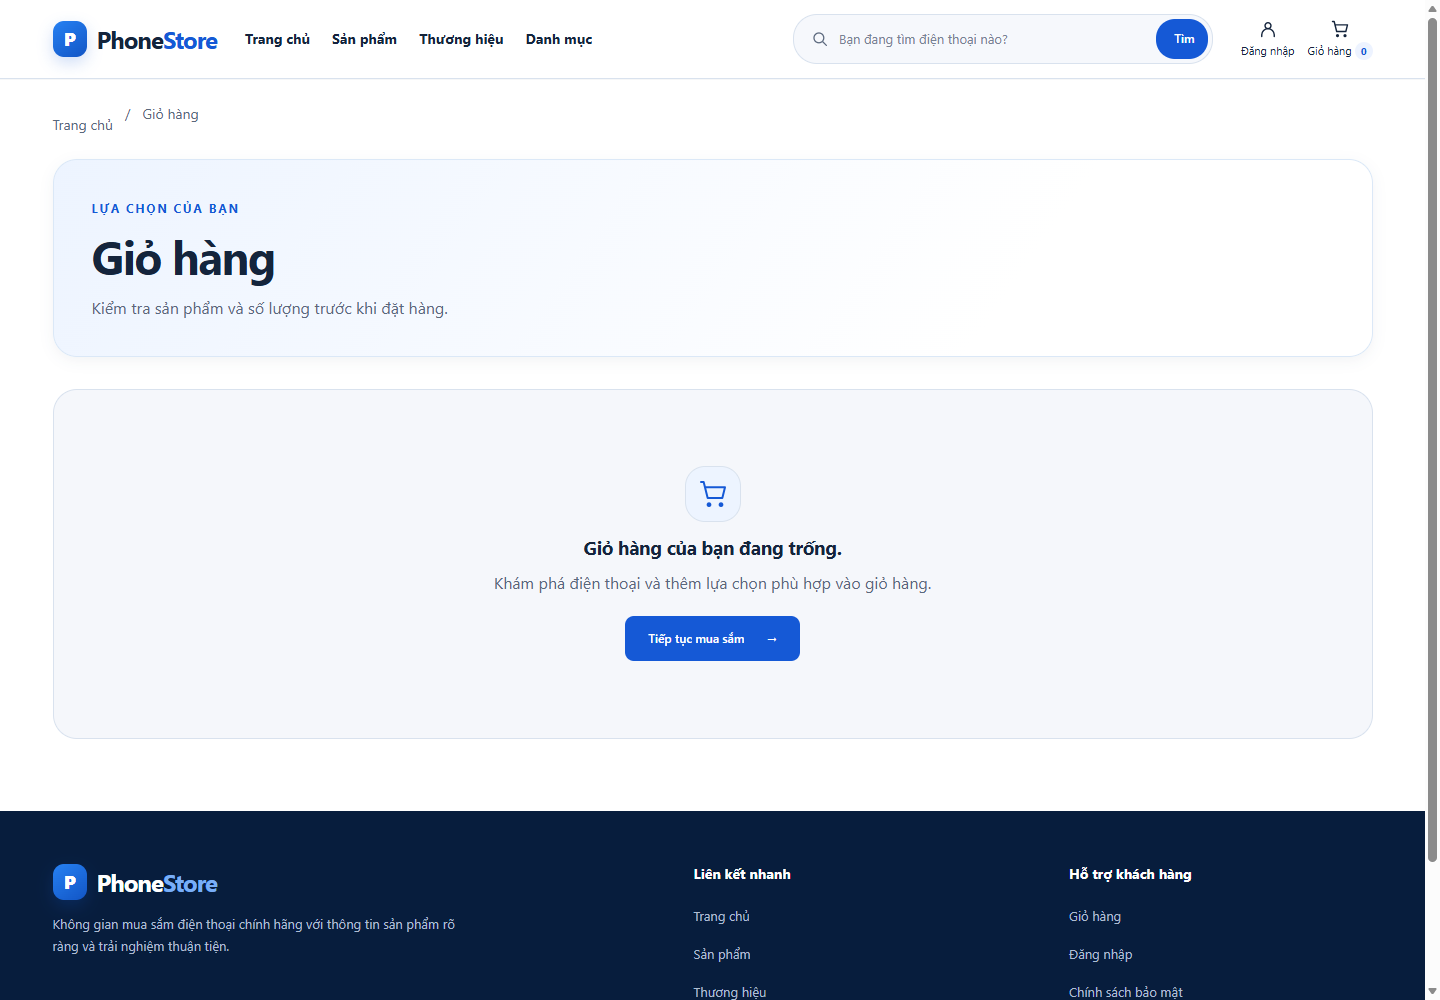 P PhoneStore Trang chủ Sản phẩm Thương hiệu Danh mục Bạn đang tìm điện thoại nào? Tìm Đăng nhập Giỏ hàng 0
Trang chủ / Giỏ hàng
LỰA CHỌN CỦA BẠN
Giỏ hàng
Kiểm tra sản phẩm và số lượng trước khi đặt hàng.
Giỏ hàng của bạn đang trống.
Khám phá điện thoại và thêm lựa chọn phù hợp vào giỏ hàng.
Tiếp tục mua sắm →
P PhoneStore
Không gian mua sắm điện thoại chính hãng với thông tin sản phẩm rõ
ràng và trải nghiệm thuận tiện.
Liên kết nhanh
Trang chủ
Sản phẩm
Thương hiệu
Hỗ trợ khách hàng
Giỏ hàng
Đăng nhập
Chính sách bảo mật